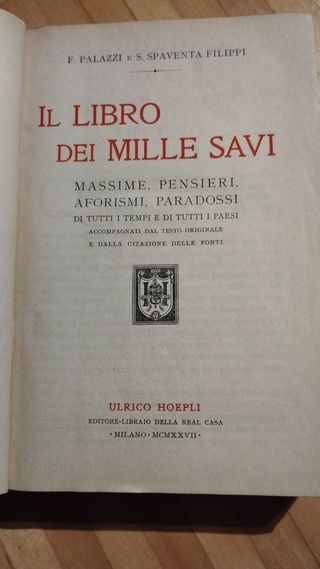 F. PALAZZI E S. SPAVENTA FILIPPI
IL LIBRO
DEI MILLE SAVI
MASSIME, PENSIERI,
AFORISMI, PARADOSSI
DI TUTTI I TEMPI E DI TUTTI I PAESI
ACCOMPAGNATI DAL TESTO ORIGINALE
E DALLA CITAZIONE DELLE FONTI
ULRICO HOEPLI
EDITORE-LIBRAIO DELLA REAL CASA
·MILANO·MCMXXVII·